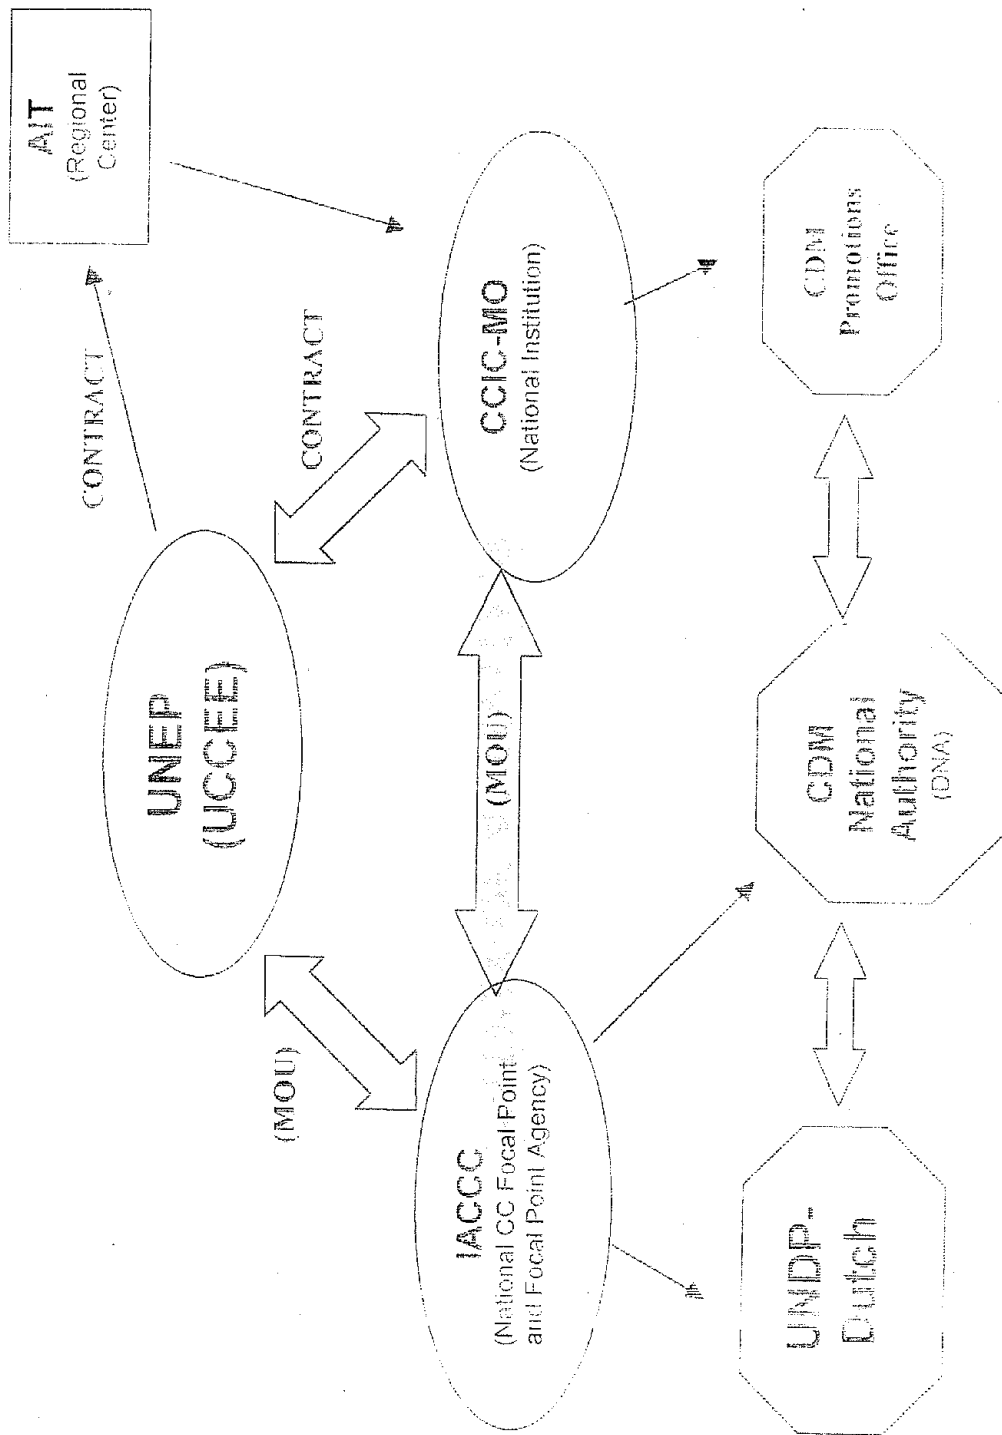 AIT
(Regional
Center)
CONTRACT
UNEP
(UCCEE)
CONTRACT
(MOU)
IACCC
(National CC Focal Point
and Focal Point Agency)
(MOU)
CCIC-MO
(National Institution)
UNDP-
Dutch
CDM
National
Authority
(DNA)
CDM
Promotions
Office